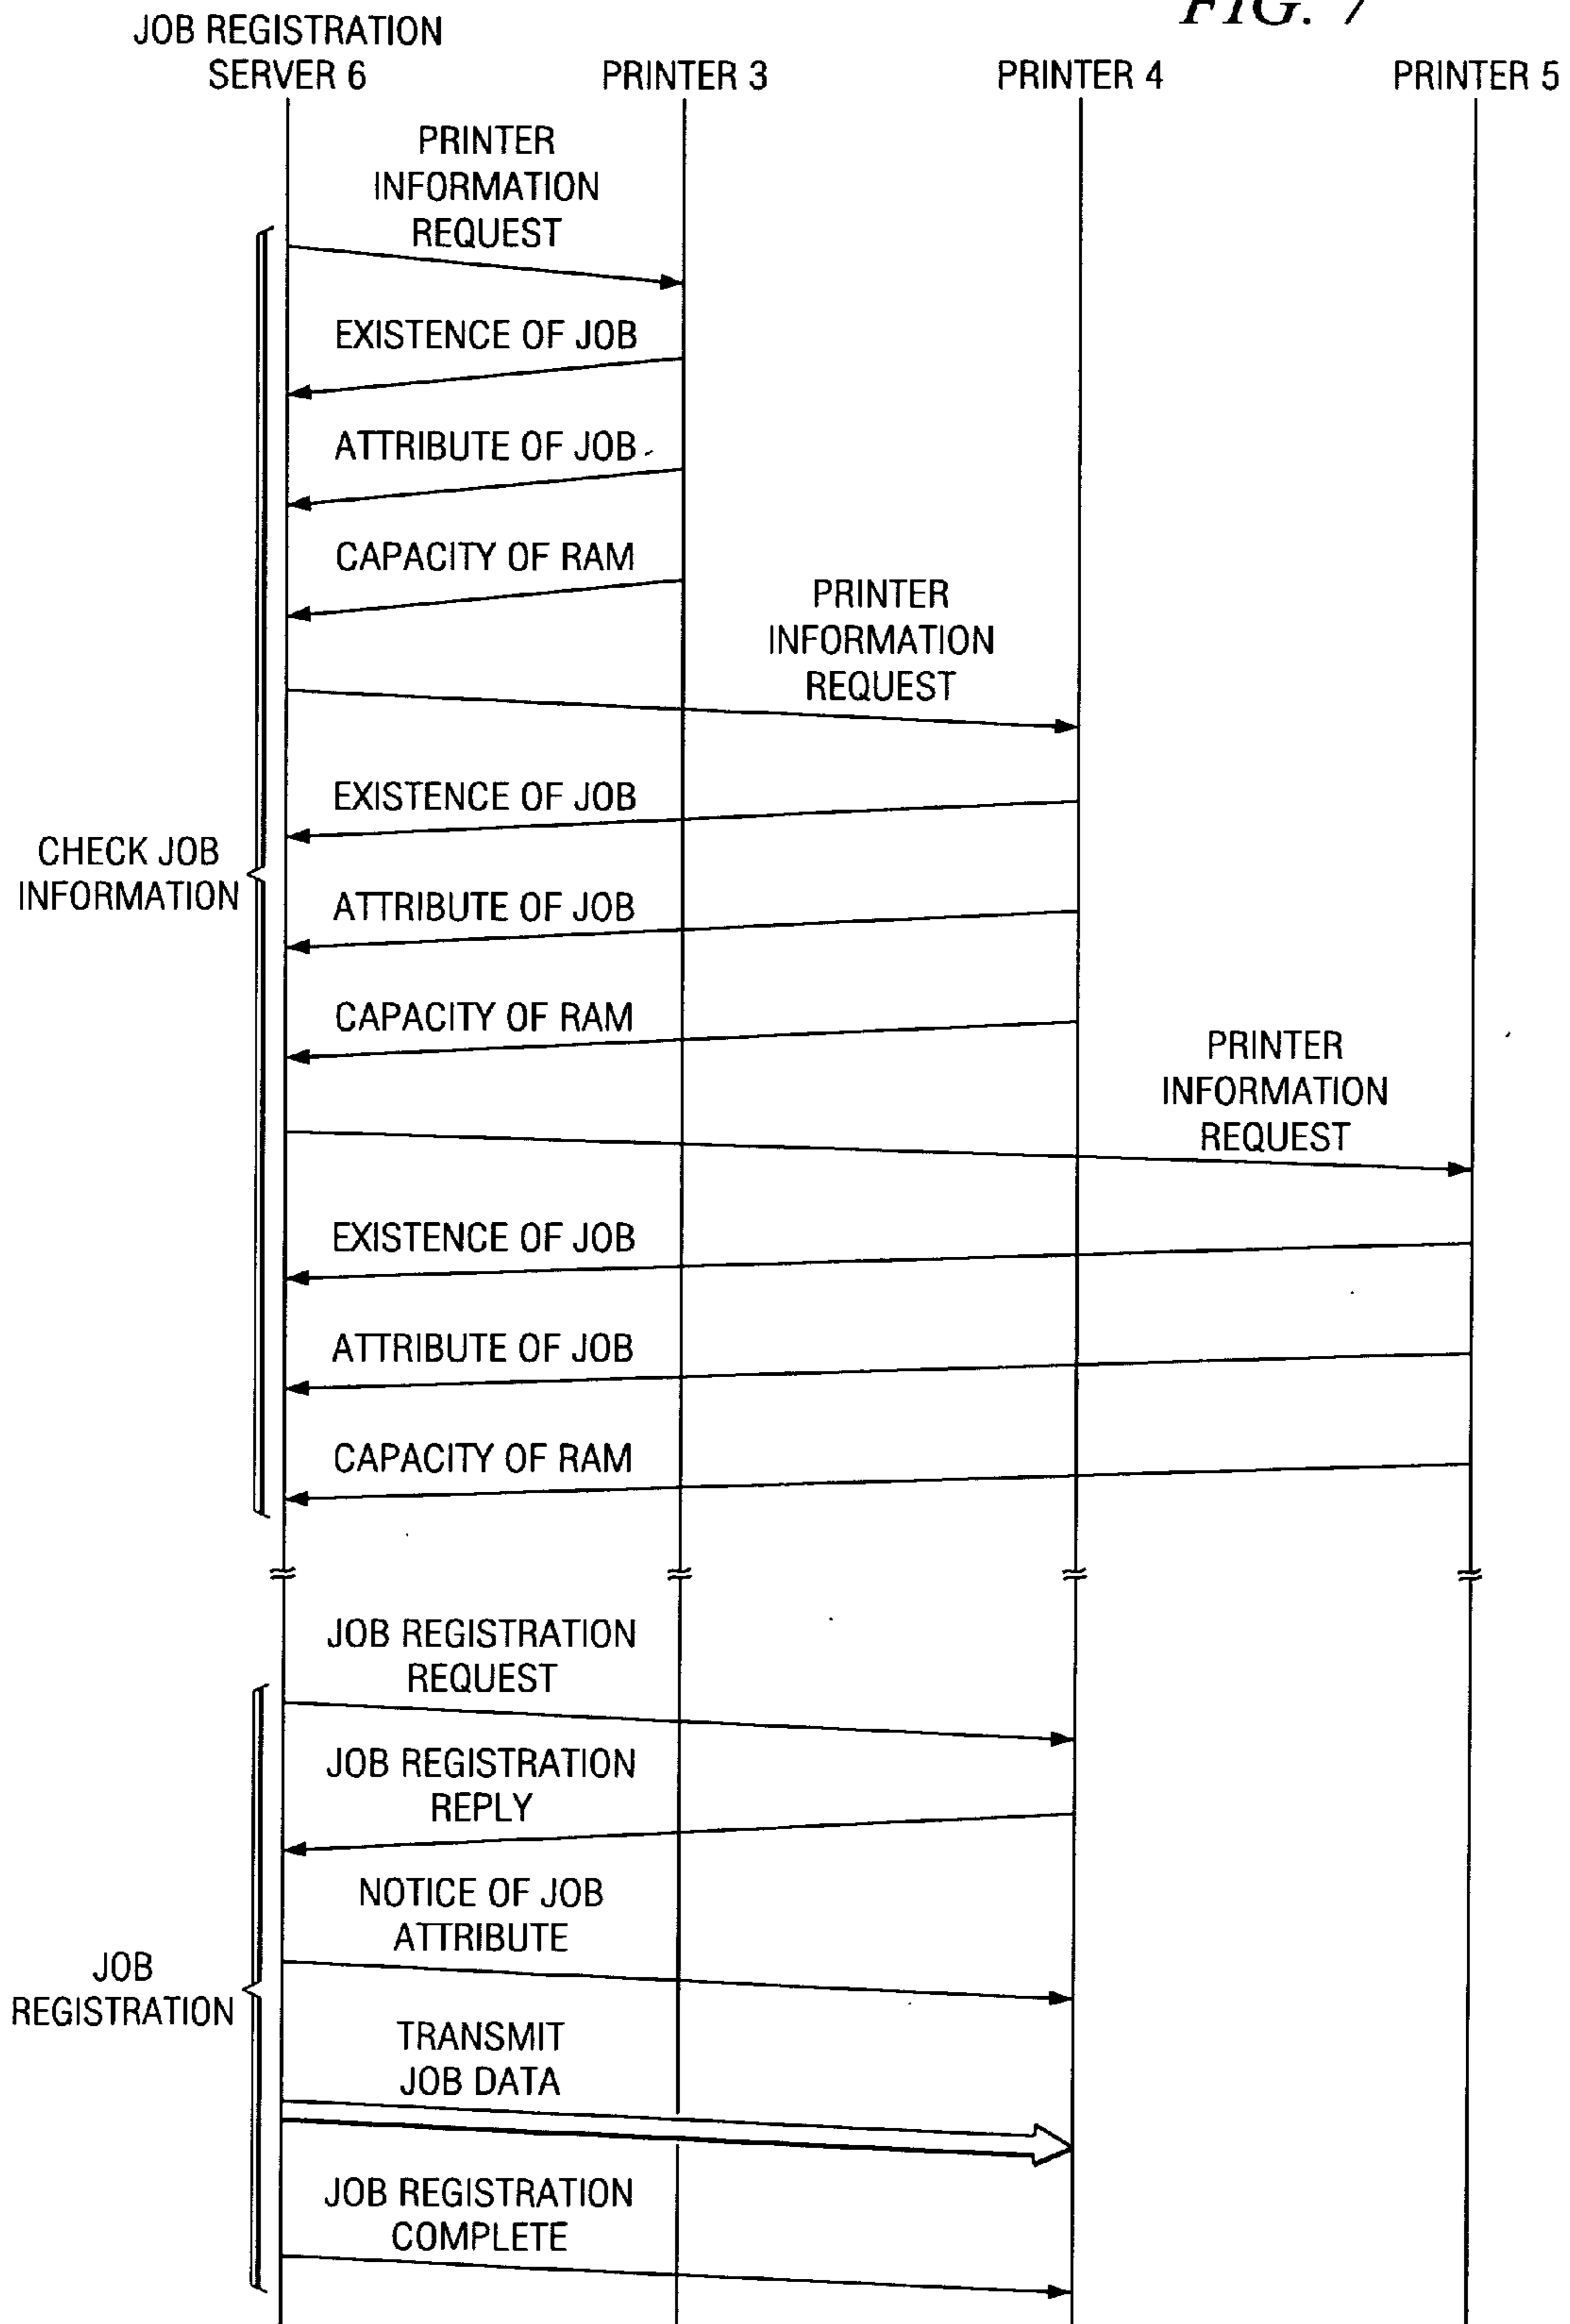 FIG. 7
JOB REGISTRATION
SERVER 6
PRINTER 3
PRINTER 4
PRINTER 5
PRINTER
INFORMATION
REQUEST
EXISTENCE OF JOB
ATTRIBUTE OF JOB
CAPACITY OF RAM
PRINTER
INFORMATION
REQUEST
EXISTENCE OF JOB
CHECK JOB
INFORMATION
ATTRIBUTE OF JOB
CAPACITY OF RAM
PRINTER
INFORMATION
REQUEST
EXISTENCE OF JOB
ATTRIBUTE OF JOB
CAPACITY OF RAM
JOB REGISTRATION
REQUEST
JOB REGISTRATION
REPLY
NOTICE OF JOB
ATTRIBUTE
JOB
REGISTRATION
TRANSMIT
JOB DATA
JOB REGISTRATION
COMPLETE